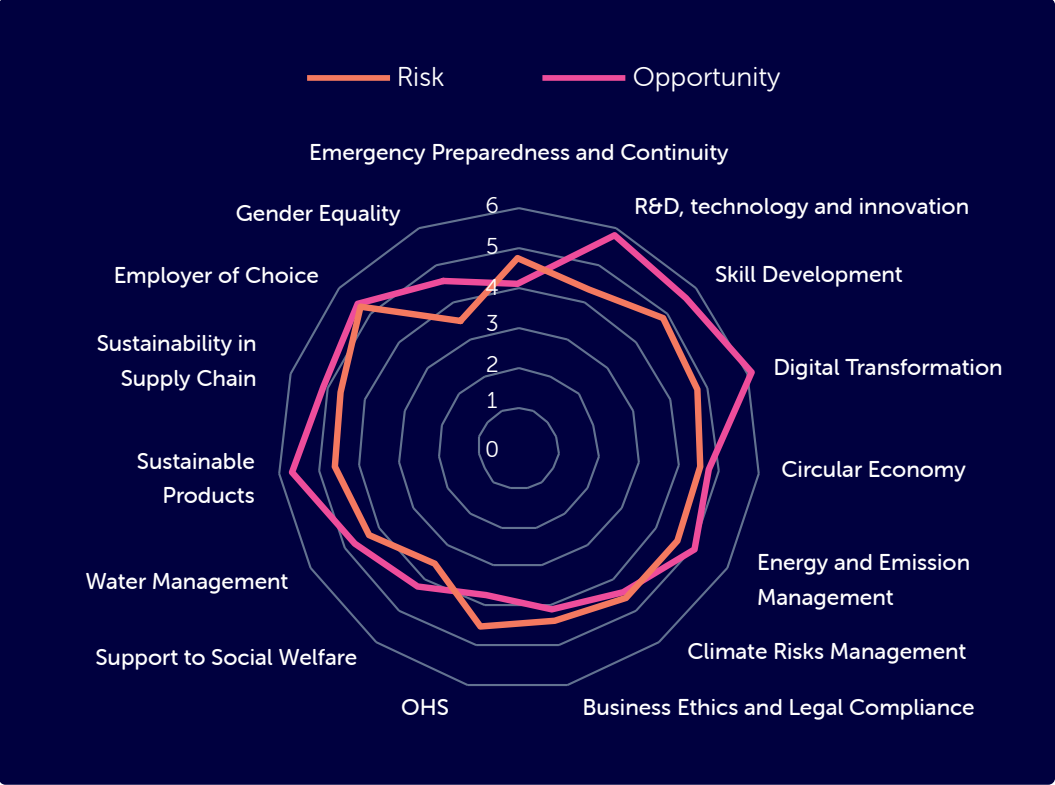 Risk
Opportunity
Emergency Preparedness and Continuity
R&D, technology and innovation
Skill Development
Digital Transformation
Circular Economy
Energy and Emission
Management
Climate Risks Management
Business Ethics and Legal Compliance
OHS
Support to Social Welfare
Water Management
Sustainable
Products
Sustainability in
Supply Chain
Employer of Choice
Gender Equality
6
5
4
3
2
1
0